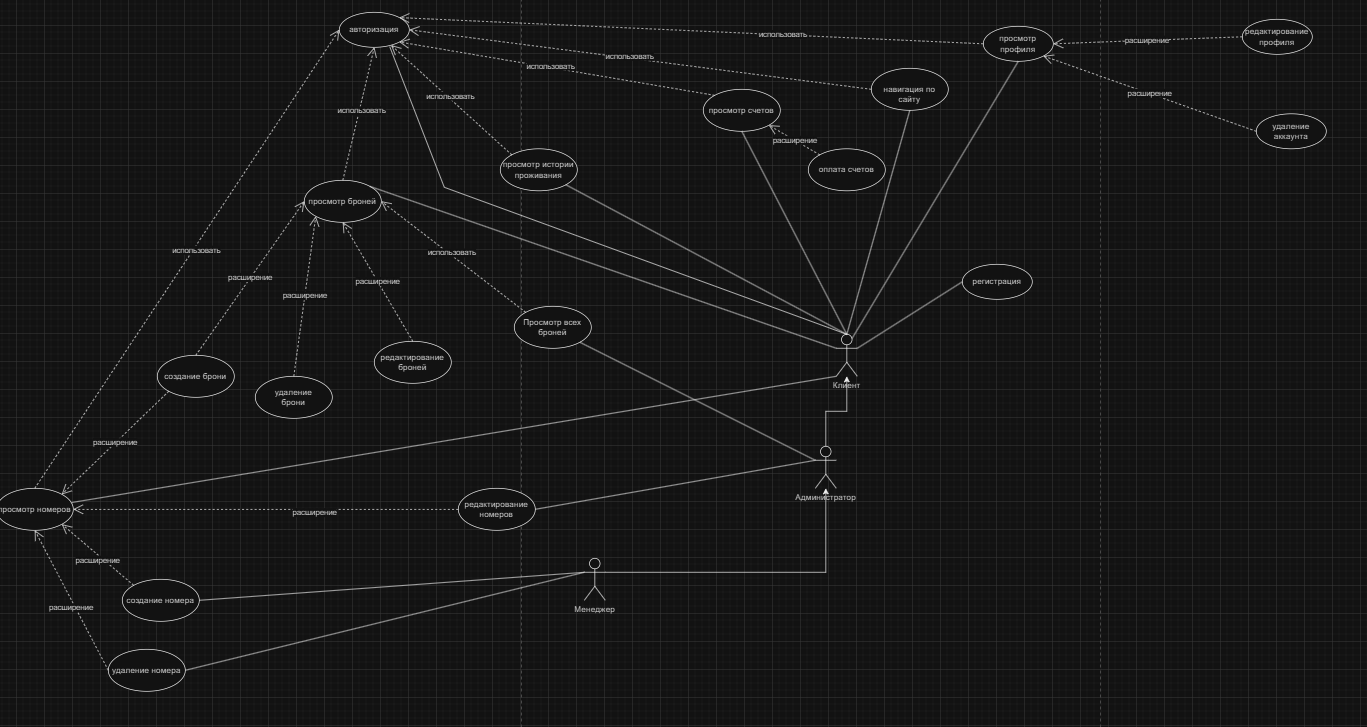 авторизация
использовать
просмотр
профиля
расширение
редактирование
профиля
использовать
использовать
навигация по
сайту
расширение
использовать
просмотр счетов
использовать
удаление
аккаунта
расширение
просмотр истории
проживания
оплата счетов
просмотр броней
использовать
использовать
расширение
расширение
расширение
регистрация
Просмотр всех
броней
редактирование
броней
создание брони
удаление
брони
Клиент
расширение
Администратор
просмотр номеров
расширение
редактирование
номеров
расширение
создание номера
расширение
Менеджер
удаление номера